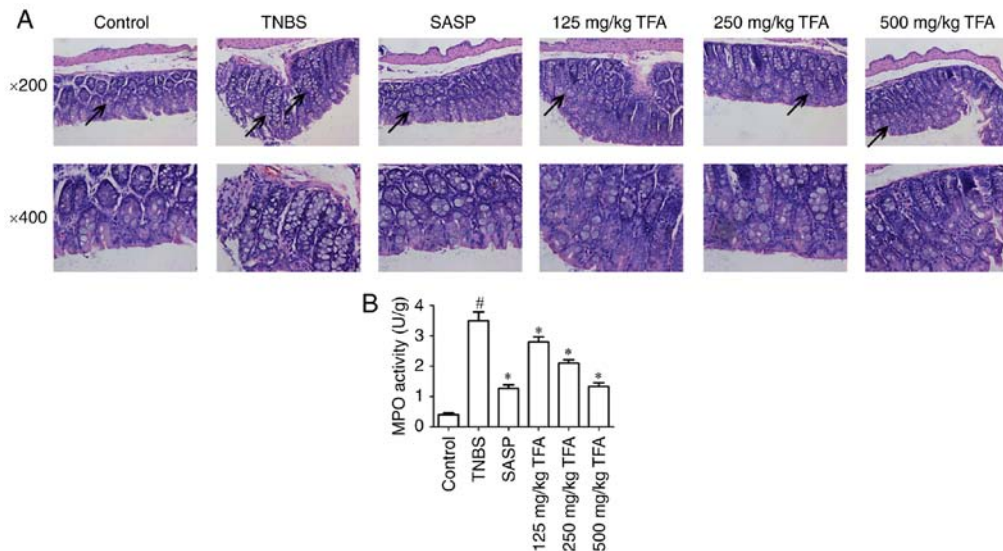 A
Control TNBS SASP 125 mg/kg TFA 250 mg/kg TFA 500 mg/kg TFA
×200
×400
B
MPO activity (U/g)
4
3
2
1
0
#
*
*
*
*
Control
TNBS
SASP
125 mg/kg TFA
250 mg/kg TFA
500 mg/kg TFA